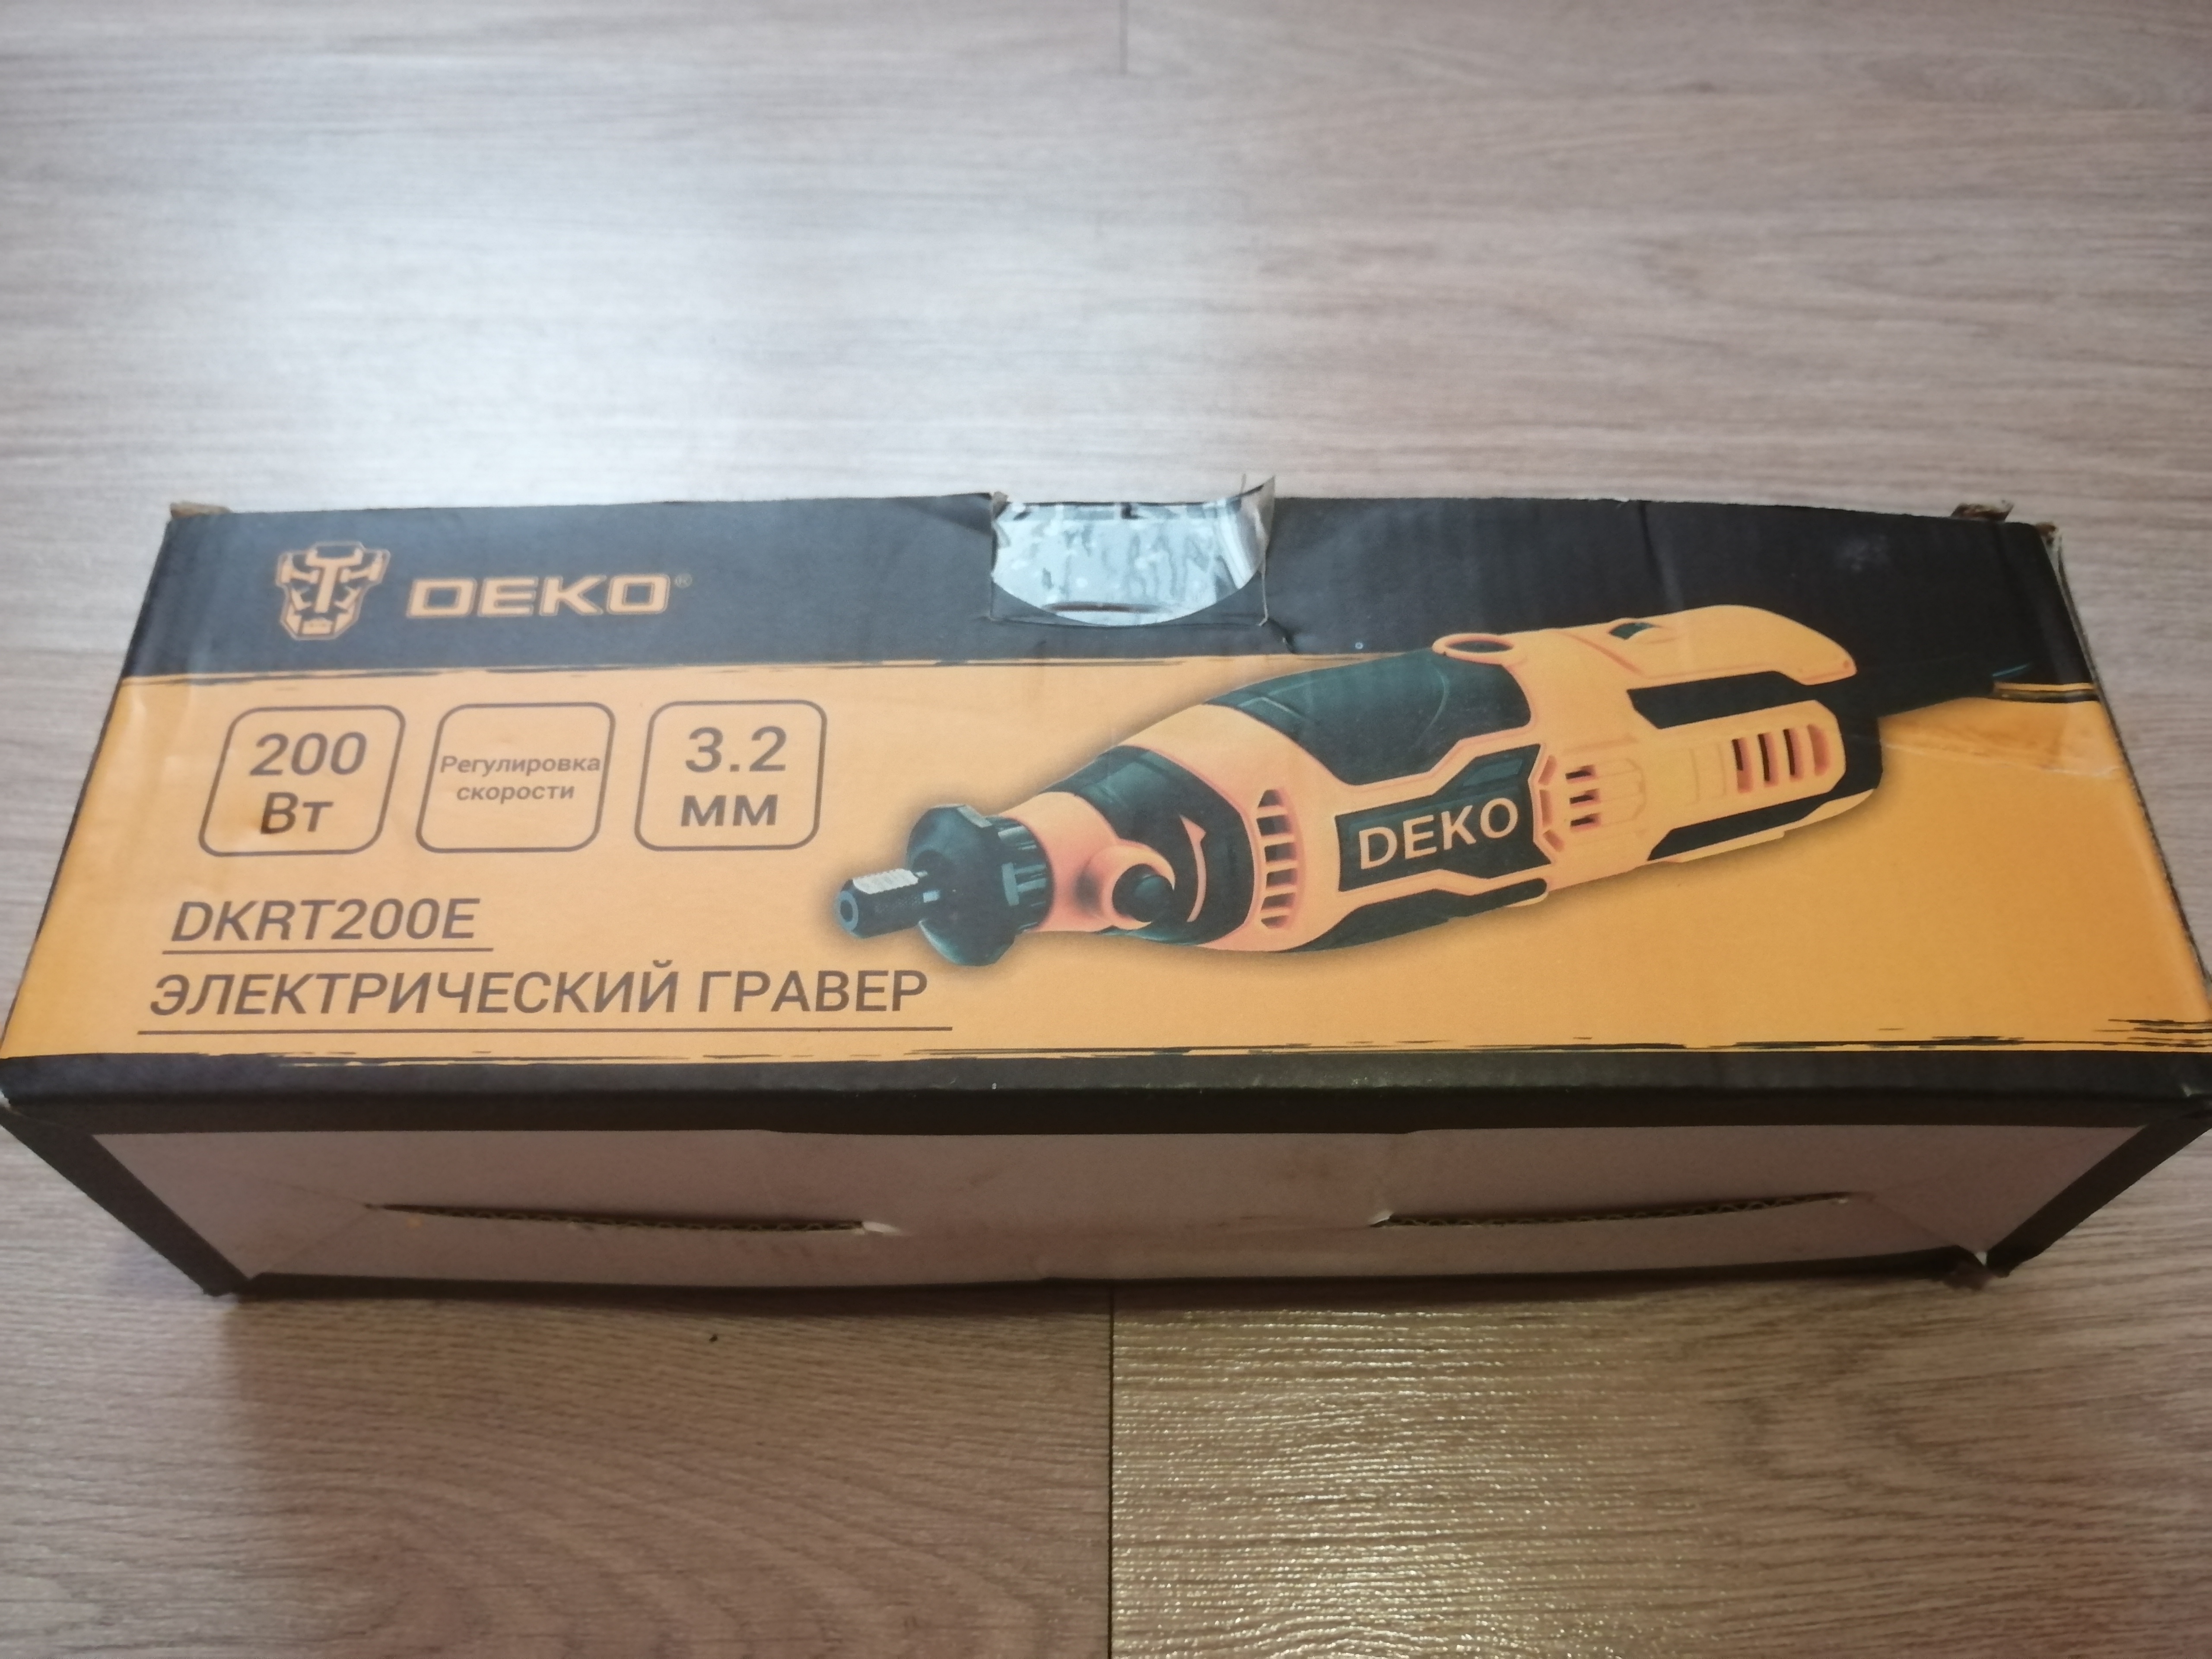 DEKO®
200
Вт
Регулировка
скорости
3.2
мм
DKRT200E
ЭЛЕКТРИЧЕСКИЙ ГРАВЕР
DEKO